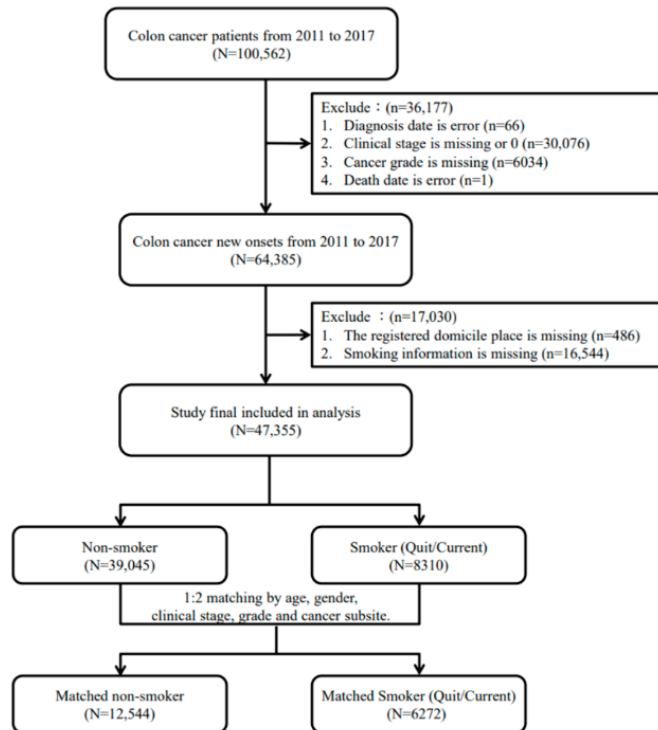 Colon cancer patients from 2011 to 2017
(N=100,562)
Exclude：(n=36,177)
1. Diagnosis date is error (n=66)
2. Clinical stage is missing or 0 (n=30,076)
3. Cancer grade is missing (n=6034)
4. Death date is error (n=1)
Colon cancer new onsets from 2011 to 2017
(N=64,385)
Exclude ：(n=17,030)
1. The registered domicile place is missing (n=486)
2. Smoking information is missing (n=16,544)
Study final included in analysis
(N=47,355)
Non-smoker
(N=39,045)
Smoker (Quit/Current)
(N=8310)
1:2 matching by age, gender,
clinical stage, grade and cancer subsite.
Matched non-smoker
(N=12,544)
Matched Smoker (Quit/Current)
(N=6272)